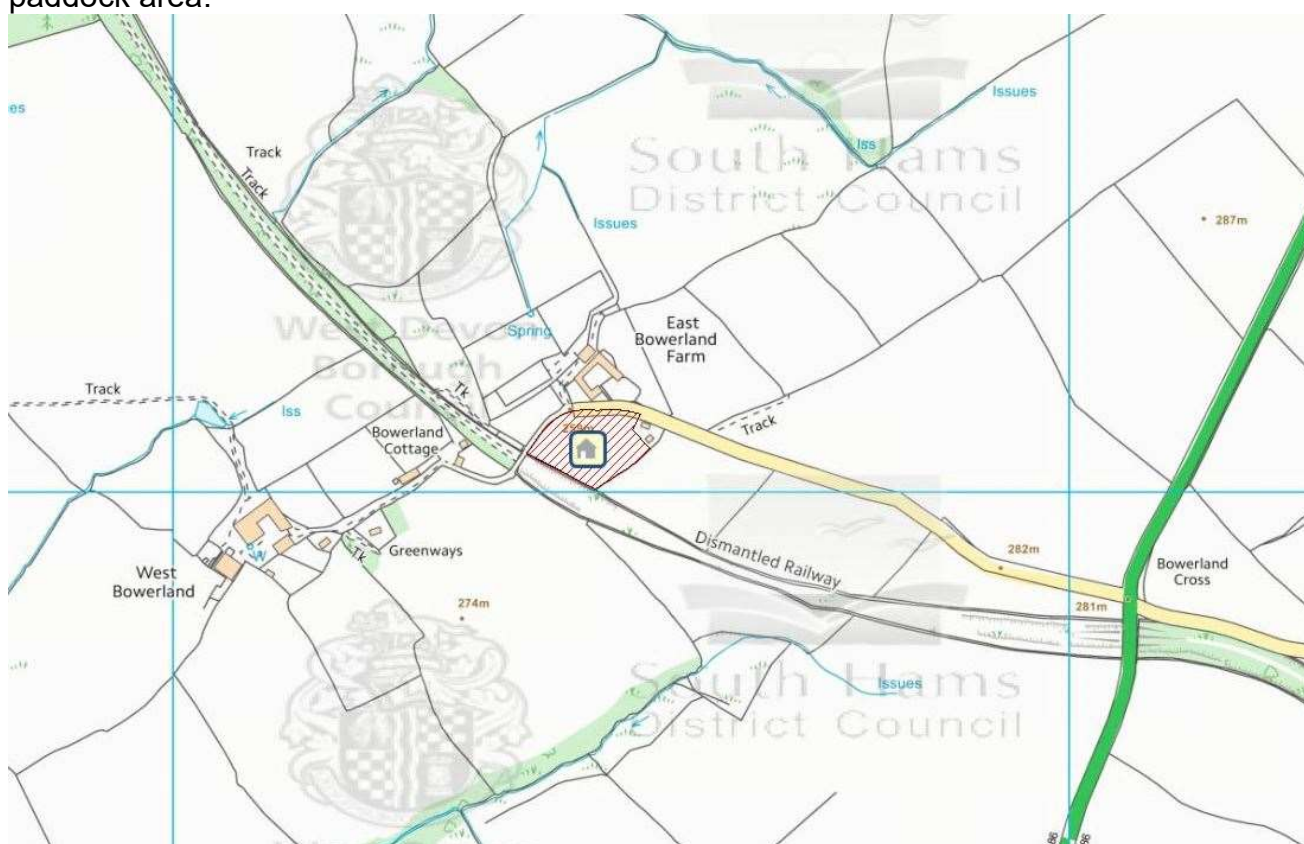 paddock area.
es
Issues
Track
Track
Iss
287m
South Hams
District Council
Issues
West Devon
Borough
Council
Spring
East
Bowerland
Farm
Track
Iss
Tk
Bowerland
Cottage
Track
W
Greenways
Tk
West
Bowerland
Dismantled Railway
282m
Bowerland
Cross
274m
281m
South Hams
District Council
Issues